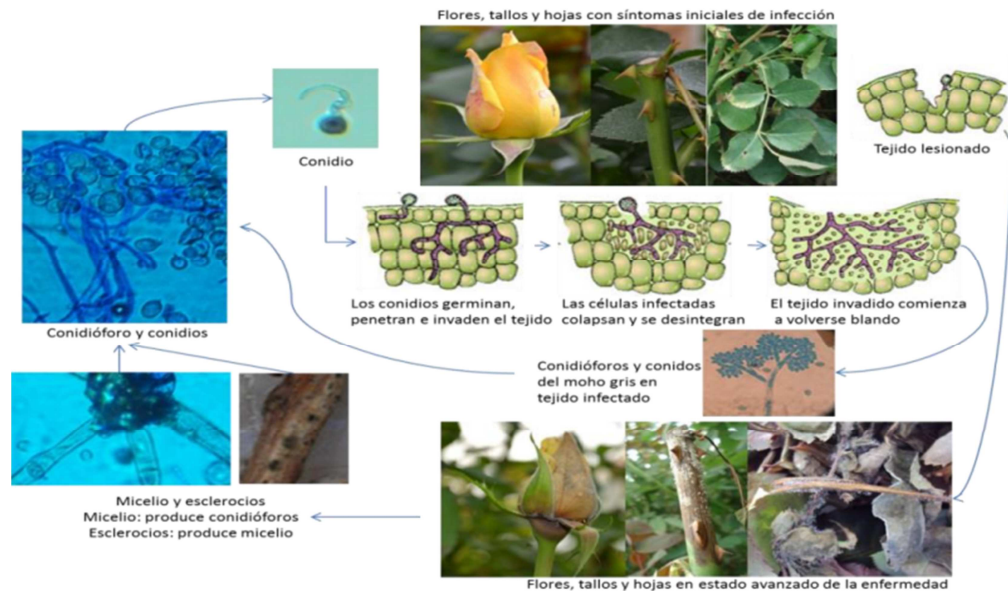 Flores, tallos y hojas con síntomas iniciales de infección
Conidio
Tejido lesionado
Los conidios germinan,
penetran e invaden el tejido
Las células infectadas
colapsan y se desintegran
El tejido invadido comienza
a volverse blando
Conidióforo y conidios
Conidióforos y conidos
del moho gris en
tejido infectado
Micelio y esclerocios
Micelio: produce conidióforos
Esclerocios: produce micelio
Flores, tallos y hojas en estado avanzado de la enfermedad